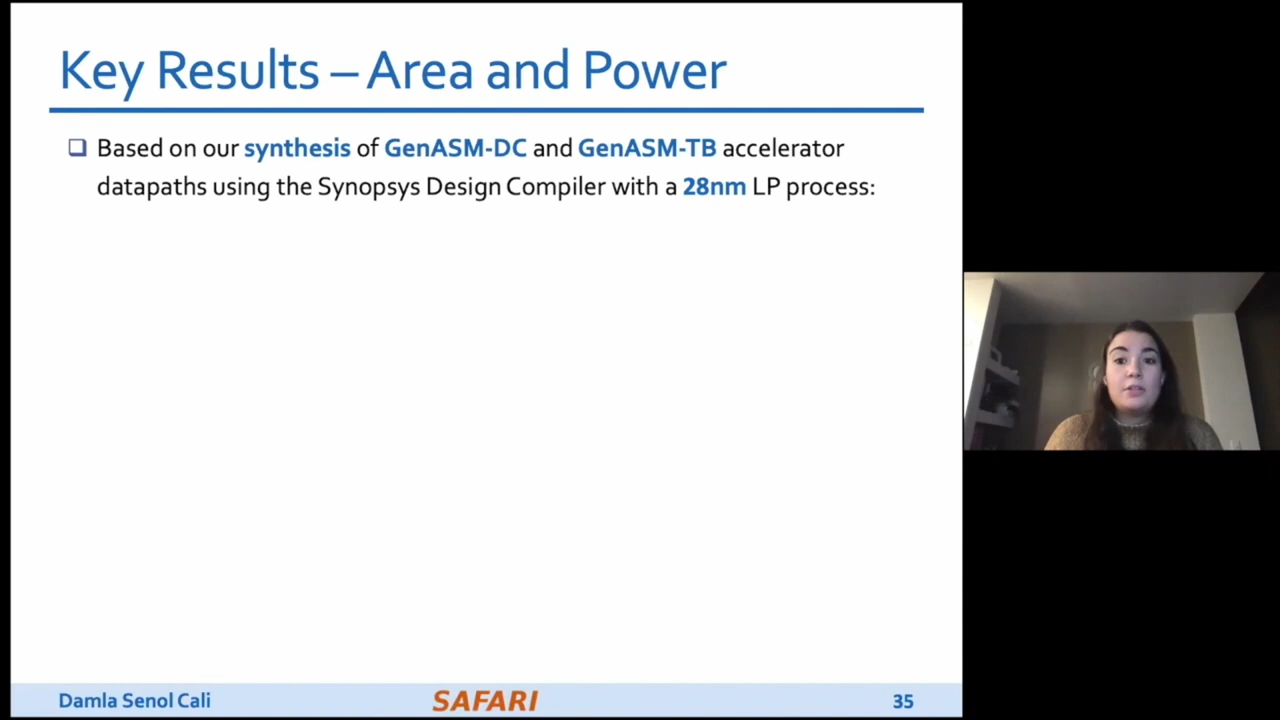 Key Results – Area and Power
❑ Based on our synthesis of GenASM-DC and GenASM-TB accelerator
datapaths using the Synopsys Design Compiler with a 28nm LP process:
Damla Senol Cali
SAFARI
35